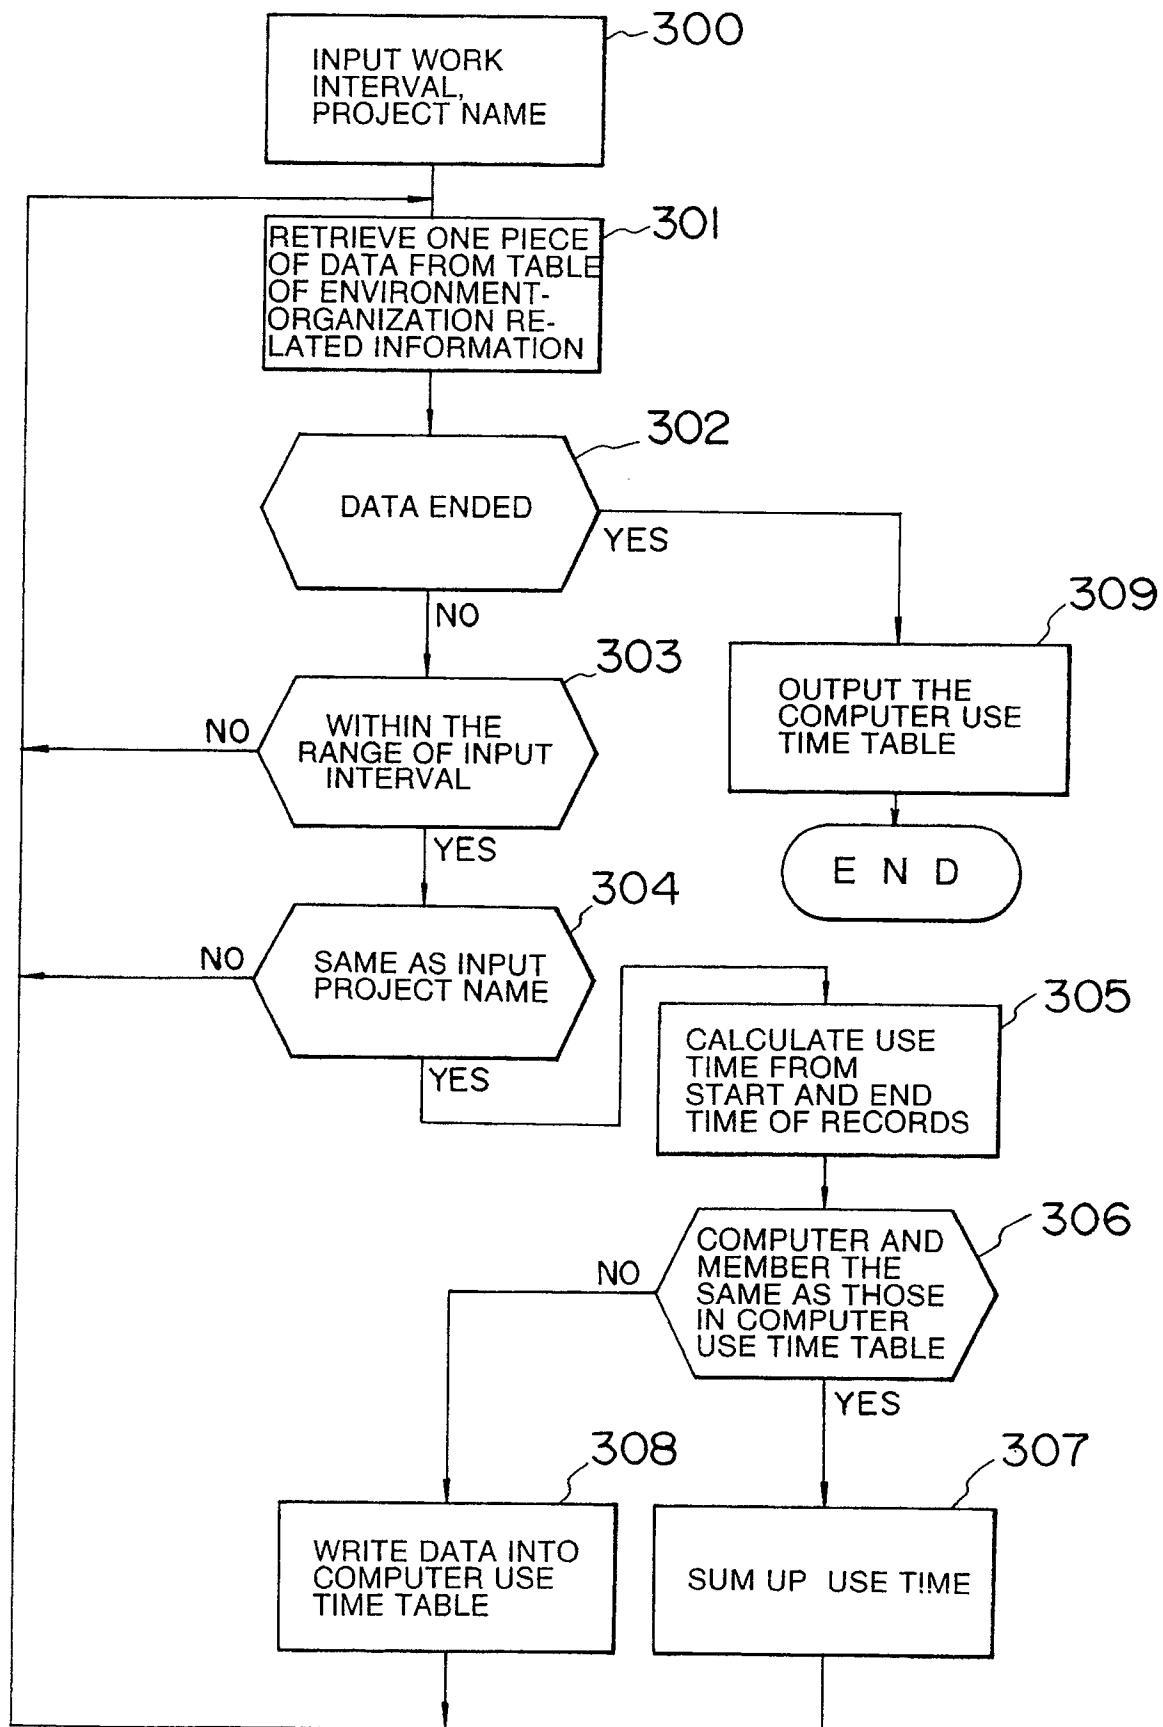 300
INPUT WORK
INTERVAL,
PROJECT NAME
301
RETRIEVE ONE PIECE
OF DATA FROM TABLE
OF ENVIRONMENT-
ORGANIZATION RE-
LATED INFORMATION
302
DATA ENDED
YES
NO
309
OUTPUT THE
COMPUTER USE
TIME TABLE
E N D
303
NO
WITHIN THE
RANGE OF INPUT
INTERVAL
YES
304
NO
SAME AS INPUT
PROJECT NAME
YES
305
CALCULATE USE
TIME FROM
START AND END
TIME OF RECORDS
306
COMPUTER AND
MEMBER THE
SAME AS THOSE
IN COMPUTER
USE TIME TABLE
NO
YES
308
WRITE DATA INTO
COMPUTER USE
TIME TABLE
307
SUM UP USE TIME